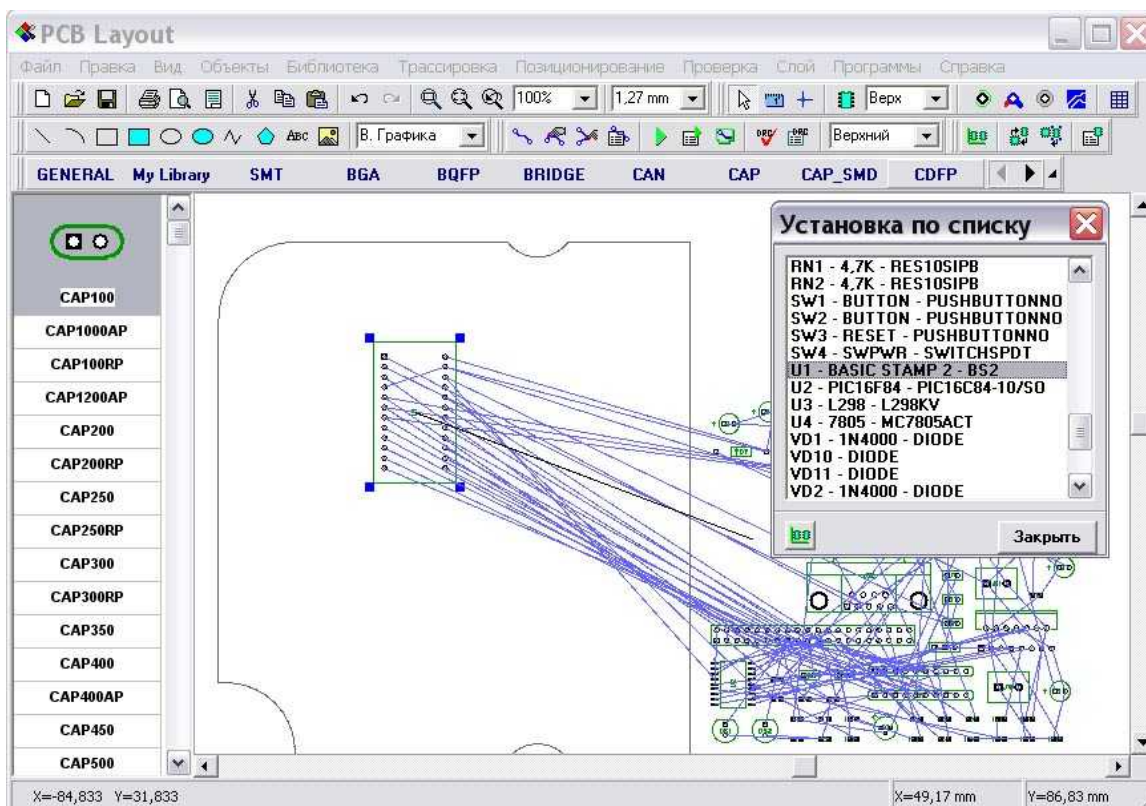 PCB Layout
Файл Правка Вид Объекты Библиотека Трассировка Позиционирование Проверка Слой Программы Справка
100% 1,27 mm Верх
ABC В. Графика DRC DRC Верхний
GENERAL My Library SMT BGA BQFP BRIDGE CAN CAP CAP_SMD CDFP
CAP100
CAP1000AP
CAP100RP
CAP1200AP
CAP200
CAP200RP
CAP250
CAP250RP
CAP300
CAP300RP
CAP350
CAP400
CAP400AP
CAP450
CAP500
Установка по списку
RN1 - 4,7K - RES10SIPB
RN2 - 4,7K - RES10SIPB
SW1 - BUTTON - PUSHBUTTONNO
SW2 - BUTTON - PUSHBUTTONNO
SW3 - RESET - PUSHBUTTONNO
SW4 - SWPWR - SWITCHSPDT
U1 - BASIC STAMP 2 - BS2
U2 - PIC16F84 - PIC16C84-10/SO
U3 - L298 - L298KV
U4 - 7805 - MC7805ACT
VD1 - 1N4000 - DIODE
VD10 - DIODE
VD11 - DIODE
VD2 - 1N4000 - DIODE
Закрыть
X=-84,833 Y=31,833
X=49,17 mm
Y=86,83 mm